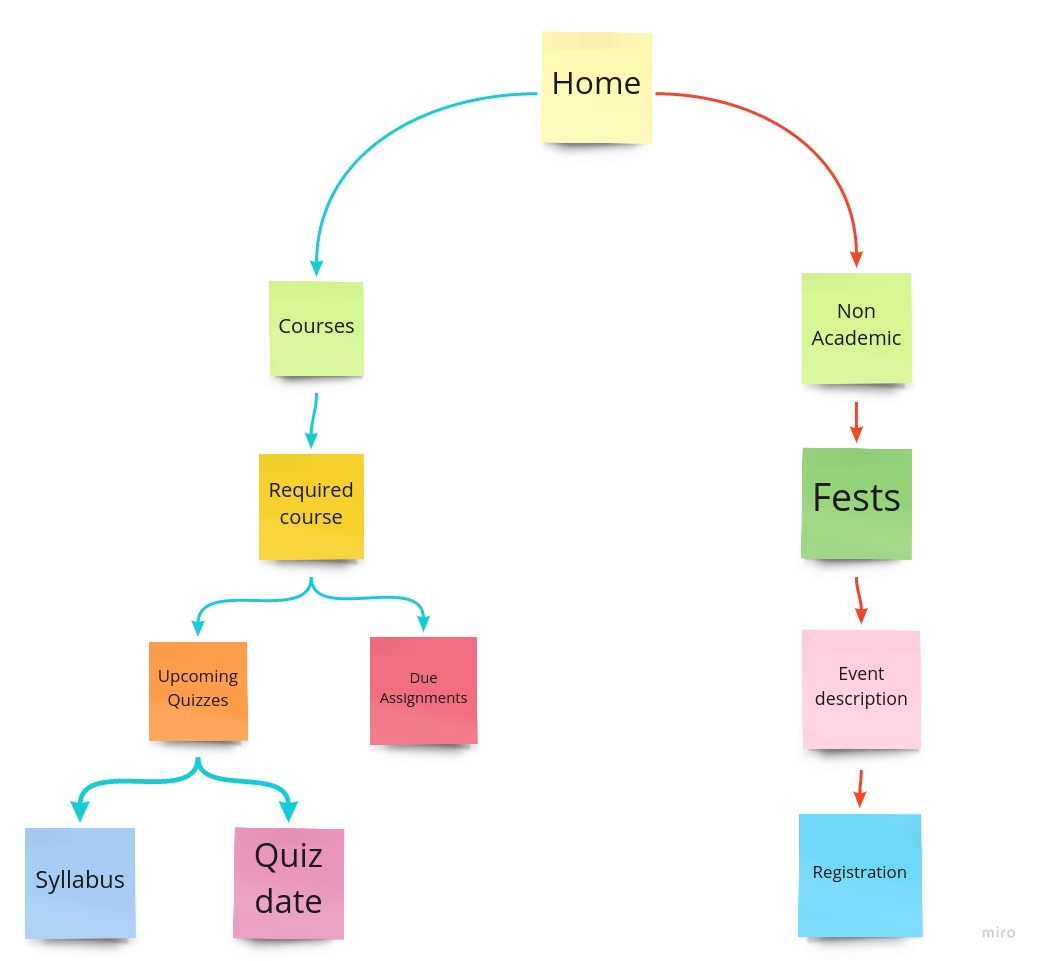 Home
Courses
Non
Academic
Required
course
Fests
Upcoming
Quizzes
Due
Assignments
Event
description
Syllabus
Quiz
date
Registration
miro